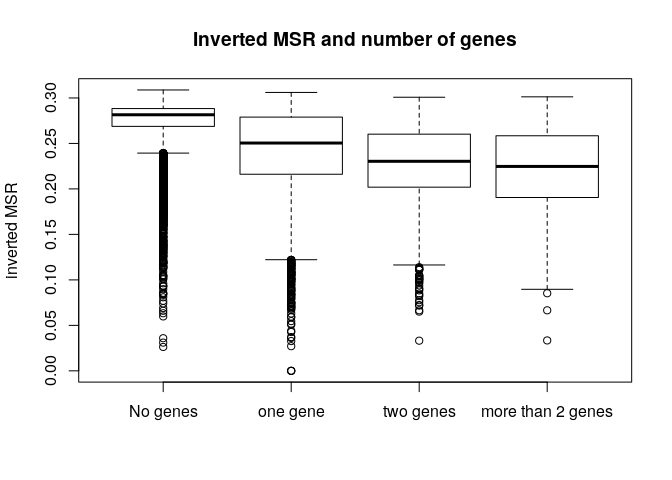 Inverted MSR and number of genes
Inverted MSR
0.30
0.25
0.20
0.15
0.10
0.05
0.00
No genes one gene two genes more than 2 genes